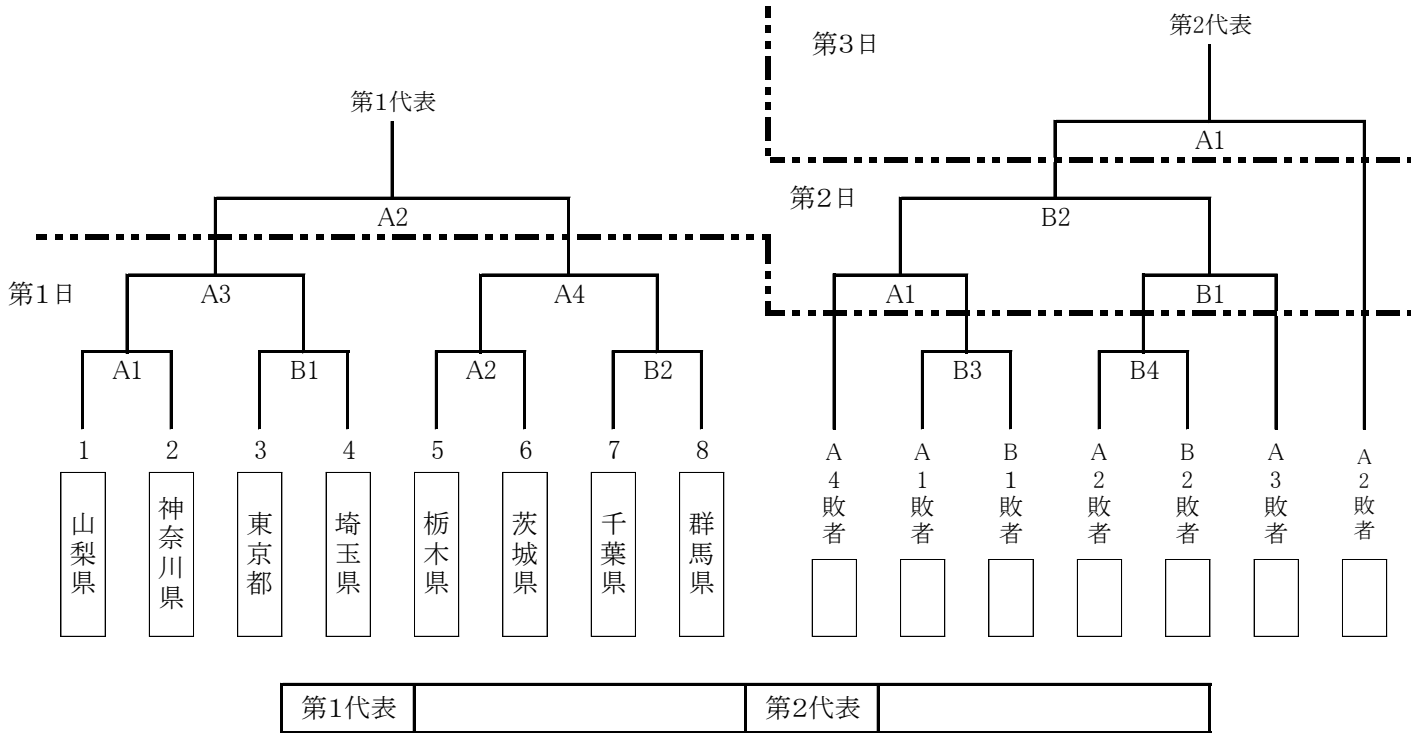 第3日
第2代表
第1代表
A1
第2日
A2
B2
第1日
A3
A4
A1
B1
A1
B1
A2
B2
B3
B4
1
2
3
4
5
6
7
8
山梨県
神奈川県
東京都
埼玉県
栃木県
茨城県
千葉県
群馬県
A4敗者
A1敗者
B1敗者
A2敗者
B2敗者
A3敗者
A2敗者
第1代表
第2代表